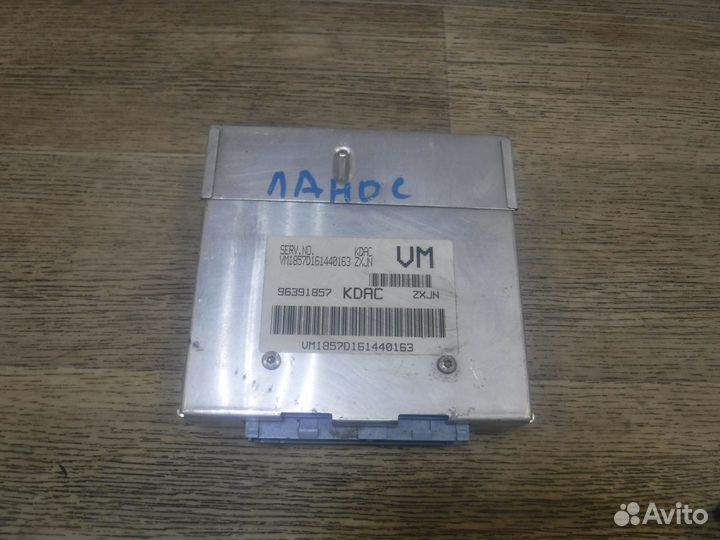 ЛАНОС
SERV.NO. KDAC
VM1857D161440163 ZXJN
VM
96391857 KDAC ZXJN
VM1857D161440163
Avito